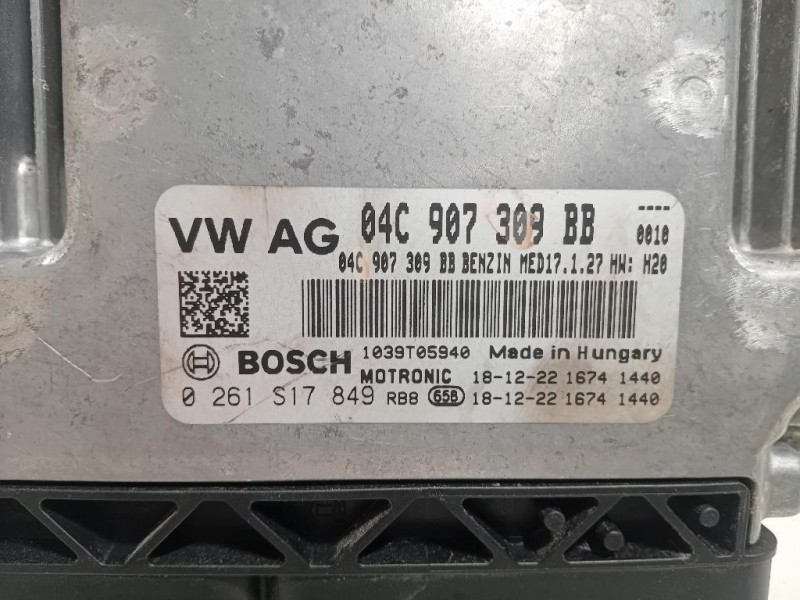 VW AG 04C 907 309 BB ----
0010
04C 907 309 BB BENZIN MED17.1.27 HW: H20
BOSCH 1039T05940 Made in Hungary
MOTRONIC 18-12-22 1674 1440
0 261 S17 849 RB8 65B 18-12-22 1674 1440